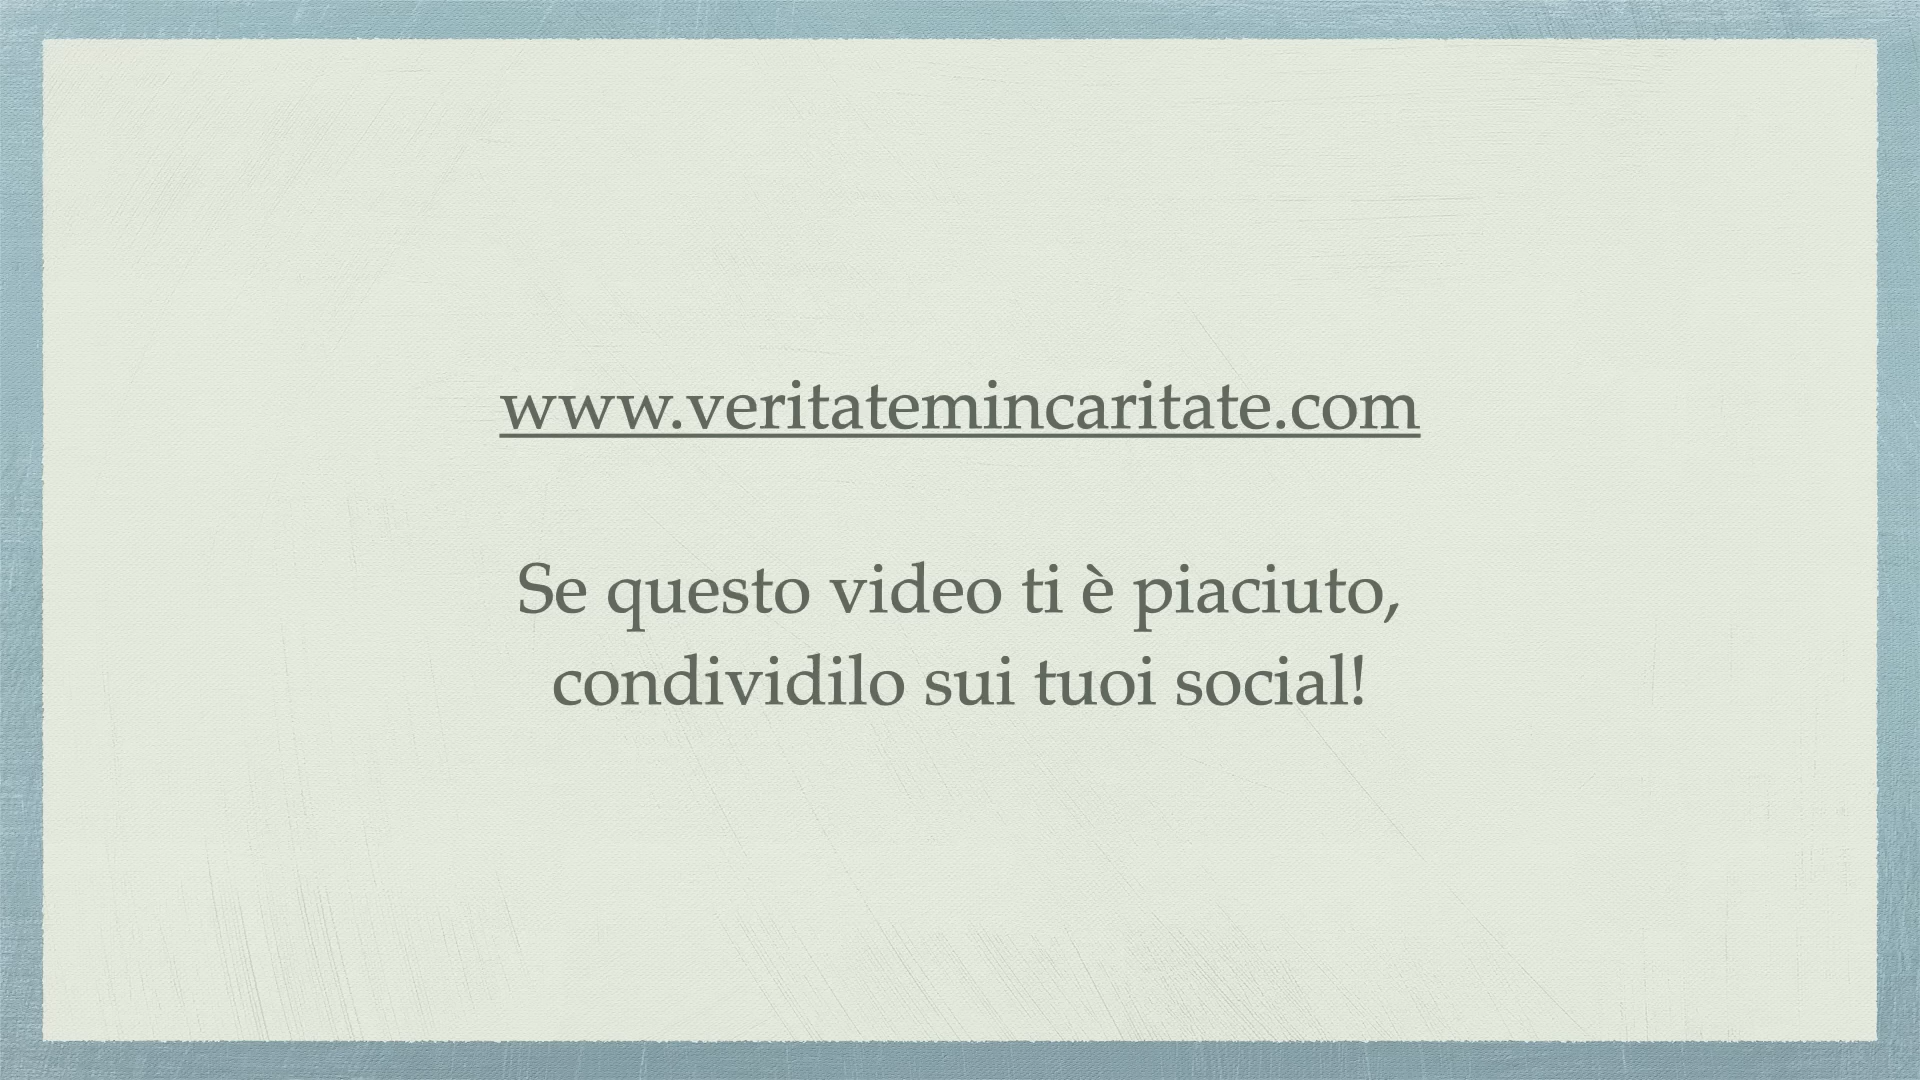 www.veritatemincaritate.com
Se questo video ti è piaciuto,
condividilo sui tuoi social!